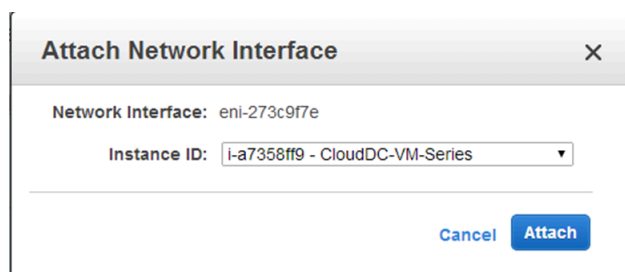 Attach Network Interface
Network Interface: eni-273c9f7e
Instance ID: i-a7358ff9 - CloudDC-VM-Series
Cancel Attach